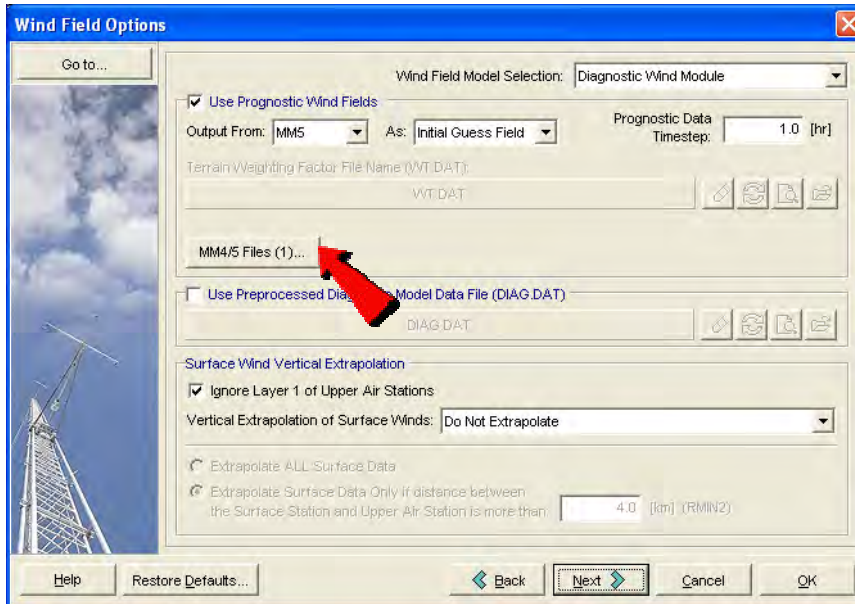 Wind Field Options
Go to...
Wind Field Model Selection: Diagnostic Wind Module
Use Prognostic Wind Fields
Output From: MM5 As: Initial Guess Field Prognostic Data Timestep: 1.0 [hr]
Terrain Weighting Factor File Name (WT.DAT):
WT.DAT
MM4/5 Files (1)...
Use Preprocessed Model Data File (DIAG.DAT)
DIAG.DAT
Surface Wind Vertical Extrapolation
Ignore Layer 1 of Upper Air Stations
Vertical Extrapolation of Surface Winds: Do Not Extrapolate
Extrapolate ALL Surface Data
Extrapolate Surface Data Only if distance between
the Surface Station and Upper Air Station is more than 4.0 [km] (RMIN2)
Help Restore Defaults... Back Next Cancel OK